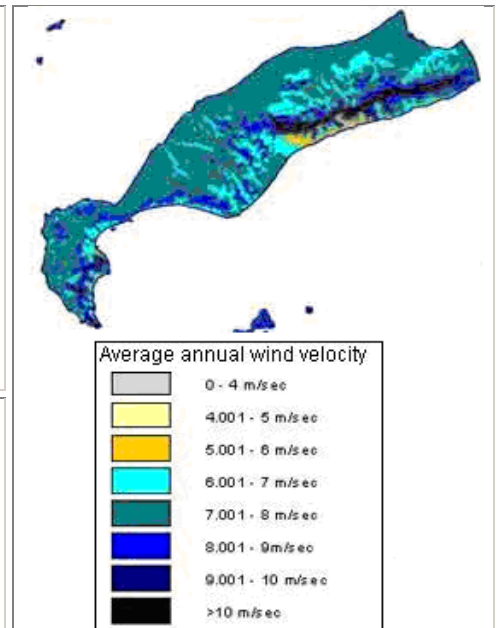 Average annual wind velocity
0 - 4 m/sec
4.001 - 5 m/sec
5.001 - 6 m/sec
6.001 - 7 m/sec
7.001 - 8 m/sec
8.001 - 9m/sec
9.001 - 10 m/sec
>10 m/sec